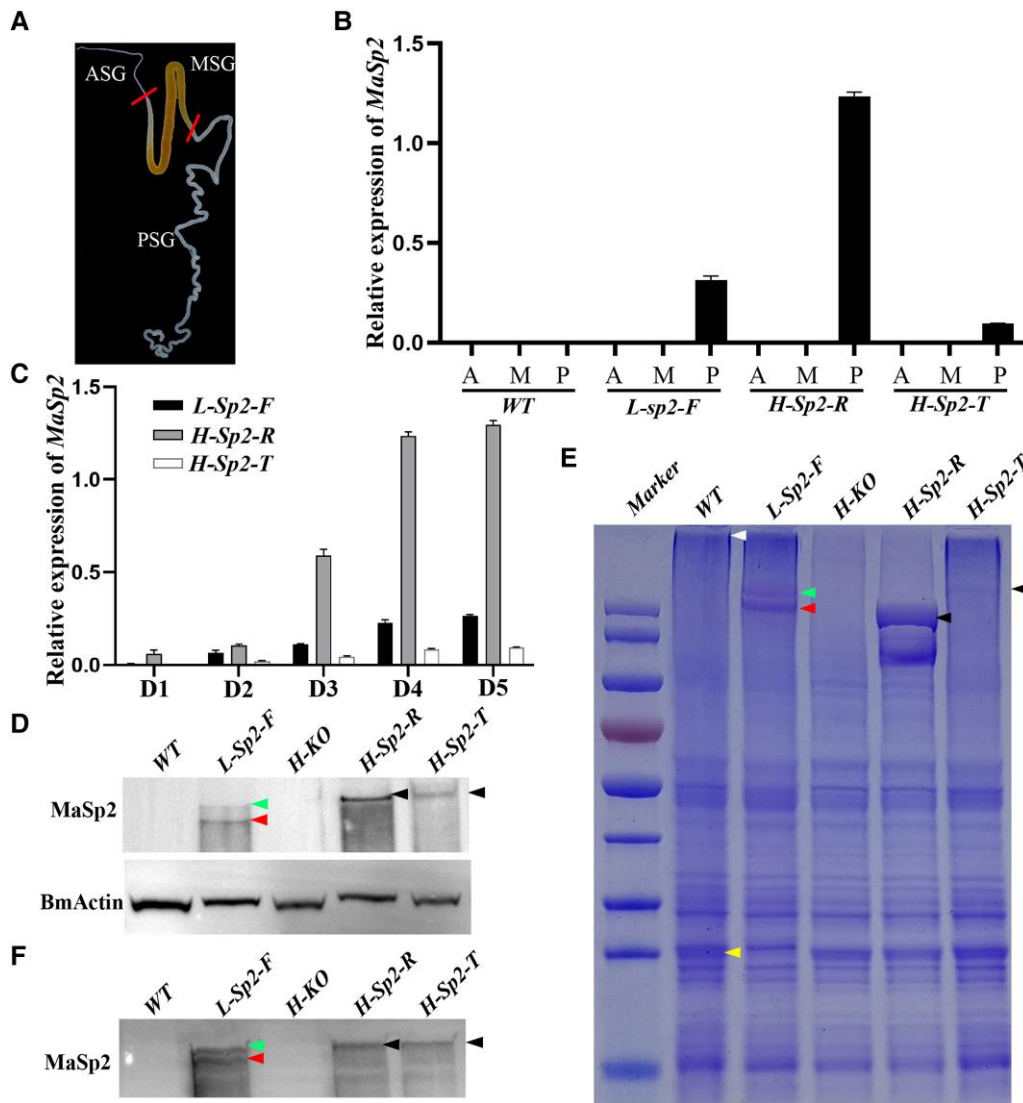 A
ASG
MSG
PSG
B
Relative expression of MaSp2
1.5
1.0
0.5
0.0
A M P A M P A M P A M P
WT L-sp2-F H-Sp2-R H-Sp2-T
C
Relative expression of MaSp2
1.5
1.0
0.5
0.0
L-Sp2-F
H-Sp2-R
H-Sp2-T
D1 D2 D3 D4 D5
D
WT L-Sp2-F H-KO H-Sp2-R H-Sp2-T
MaSp2
BmActin
E
Marker WT L-Sp2-F H-KO H-Sp2-R H-Sp2-T
F
WT L-Sp2-F H-KO H-Sp2-R H-Sp2-T
MaSp2